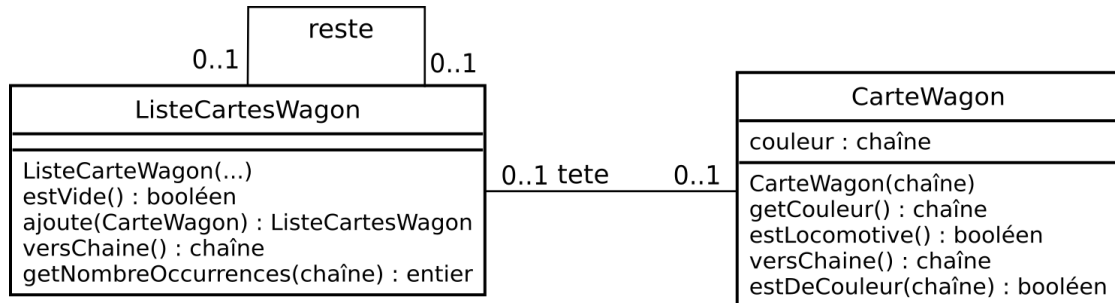 reste
0..1
0..1
ListeCartesWagon
ListeCarteWagon(...)
estVide() : booléen
ajoute(CarteWagon) : ListeCartesWagon
versChaine() : chaîne
getNombreOccurrences(chaîne) : entier
0..1 tete
0..1
CarteWagon
couleur : chaîne
CarteWagon(chaîne)
getCouleur() : chaîne
estLocomotive() : booléen
versChaine() : chaîne
estDeCouleur(chaîne) : booléen